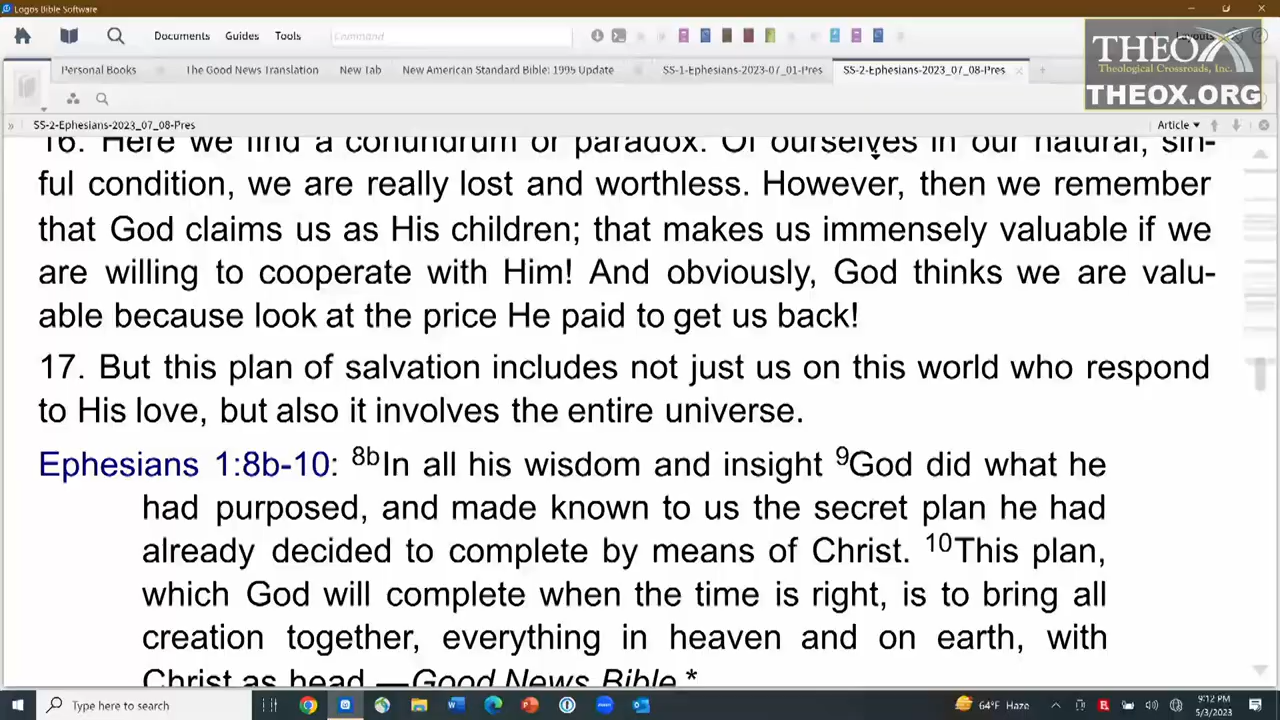 Logos Bible Software
Documents Guides Tools Command Layouts
THEOX
Theological Crossroads, Inc.
THEOX.ORG
Personal Books The Good News Translation New Tab New Bible: 1995 Update SS-1-Ephesians-2023-07_01-Pres SS-2-Ephesians-2023_07_08-Pres
SS-2-Ephesians-2023_07_08-Pres Article
16. Here we find a conundrum or paradox. Of ourselves in our natural, sin-
ful condition, we are really lost and worthless. However, then we remember
that God claims us as His children; that makes us immensely valuable if we
are willing to cooperate with Him! And obviously, God thinks we are valu-
able because look at the price He paid to get us back!
17. But this plan of salvation includes not just us on this world who respond
to His love, but also it involves the entire universe.
Ephesians 1:8b-10: 8bIn all his wisdom and insight 9God did what he
had purposed, and made known to us the secret plan he had
already decided to complete by means of Christ. 10This plan,
which God will complete when the time is right, is to bring all
creation together, everything in heaven and on earth, with
Christ as head.—Good News Bible.*
Type here to search 64°F Haze 9:12 PM
5/3/2023